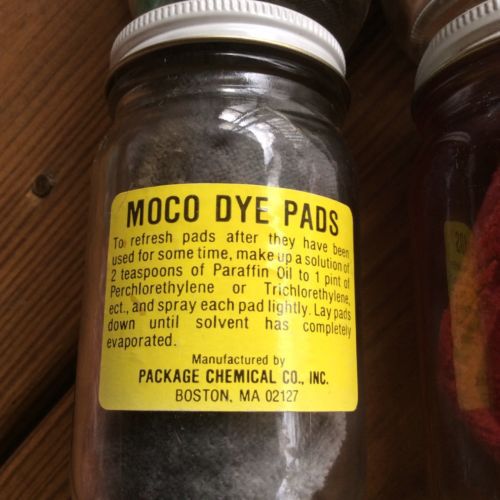 MOCO DYE PADS
To refresh pads after they have been
used for some time, make up a solution of
2 teaspoons of Paraffin Oil to 1 pint of
Perchlorethylene or Trichlorethylene,
ect., and spray each pad lightly. Lay pads
down until solvent has completely
evaporated.
Manufactured by
PACKAGE CHEMICAL CO., INC.
BOSTON, MA 02127